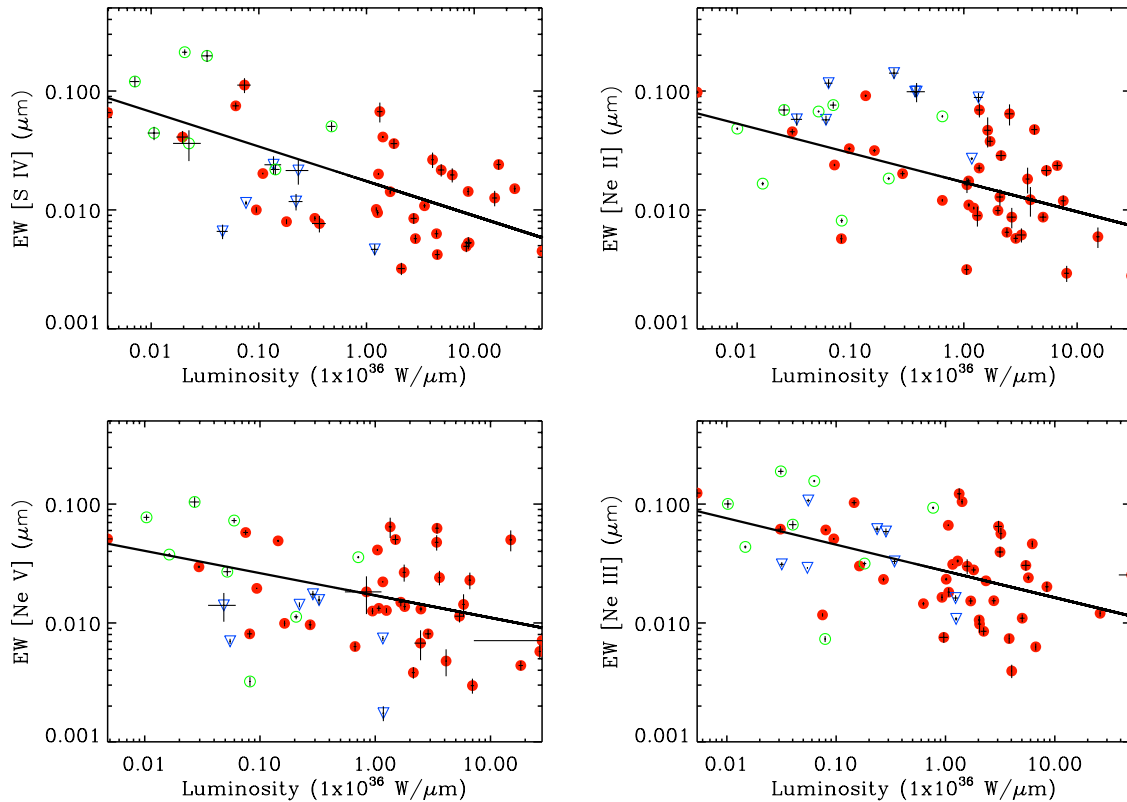 EW [S IV] (μm)
0.100
0.010
0.001
0.01 0.10 1.00 10.00
Luminosity (1x10³⁶ W/μm)
EW [Ne II] (μm)
0.100
0.010
0.001
0.01 0.10 1.00 10.00
Luminosity (1x10³⁶ W/μm)
EW [Ne V] (μm)
0.100
0.010
0.001
0.01 0.10 1.00 10.00
Luminosity (1x10³⁶ W/μm)
EW [Ne III] (μm)
0.100
0.010
0.001
0.01 0.10 1.00 10.00
Luminosity (1x10³⁶ W/μm)